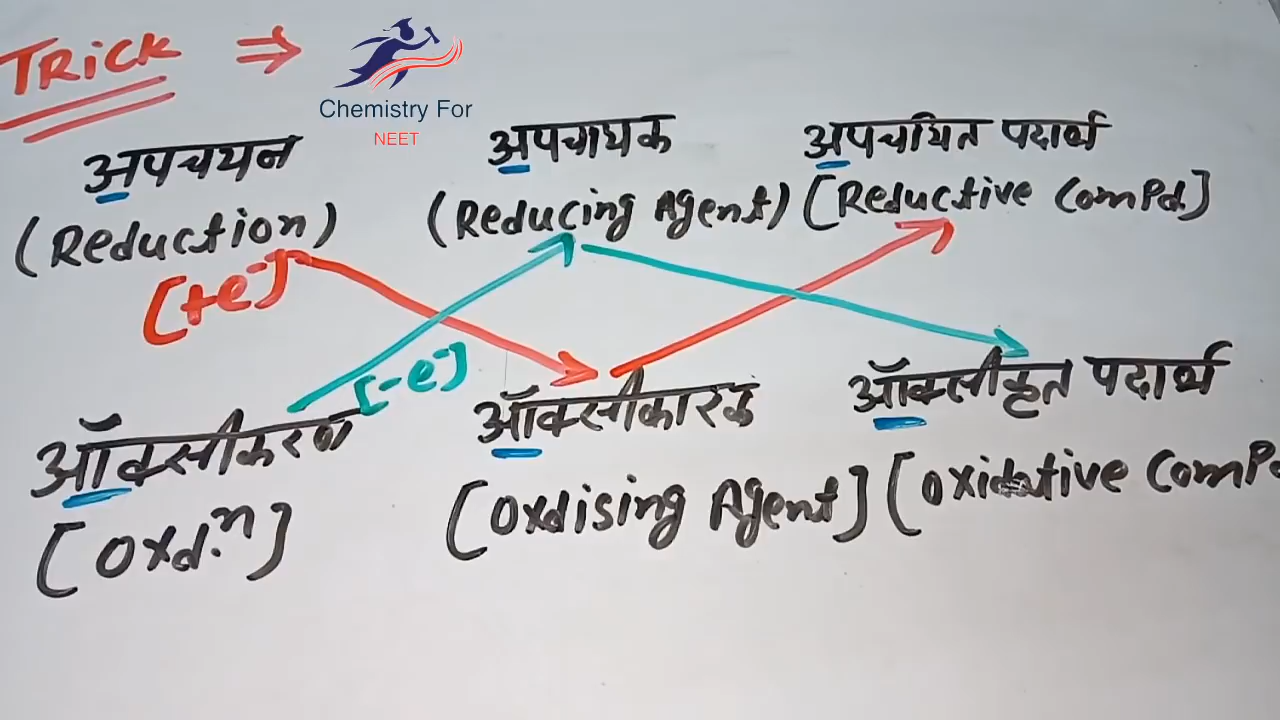 TRicK ⇒
Chemistry For
NEET
अपचयन
(Reduction)
[+e⁻]
अपचायक
(Reducing Agent)
अपचयित पदार्थ
[Reductive ComPd]
[-e⁻]
ऑक्सीकरण
[Oxd.ⁿ]
ऑक्सीकारक
[Oxdising Agent]
ऑक्सीकृत पदार्थ
[Oxidative ComPd